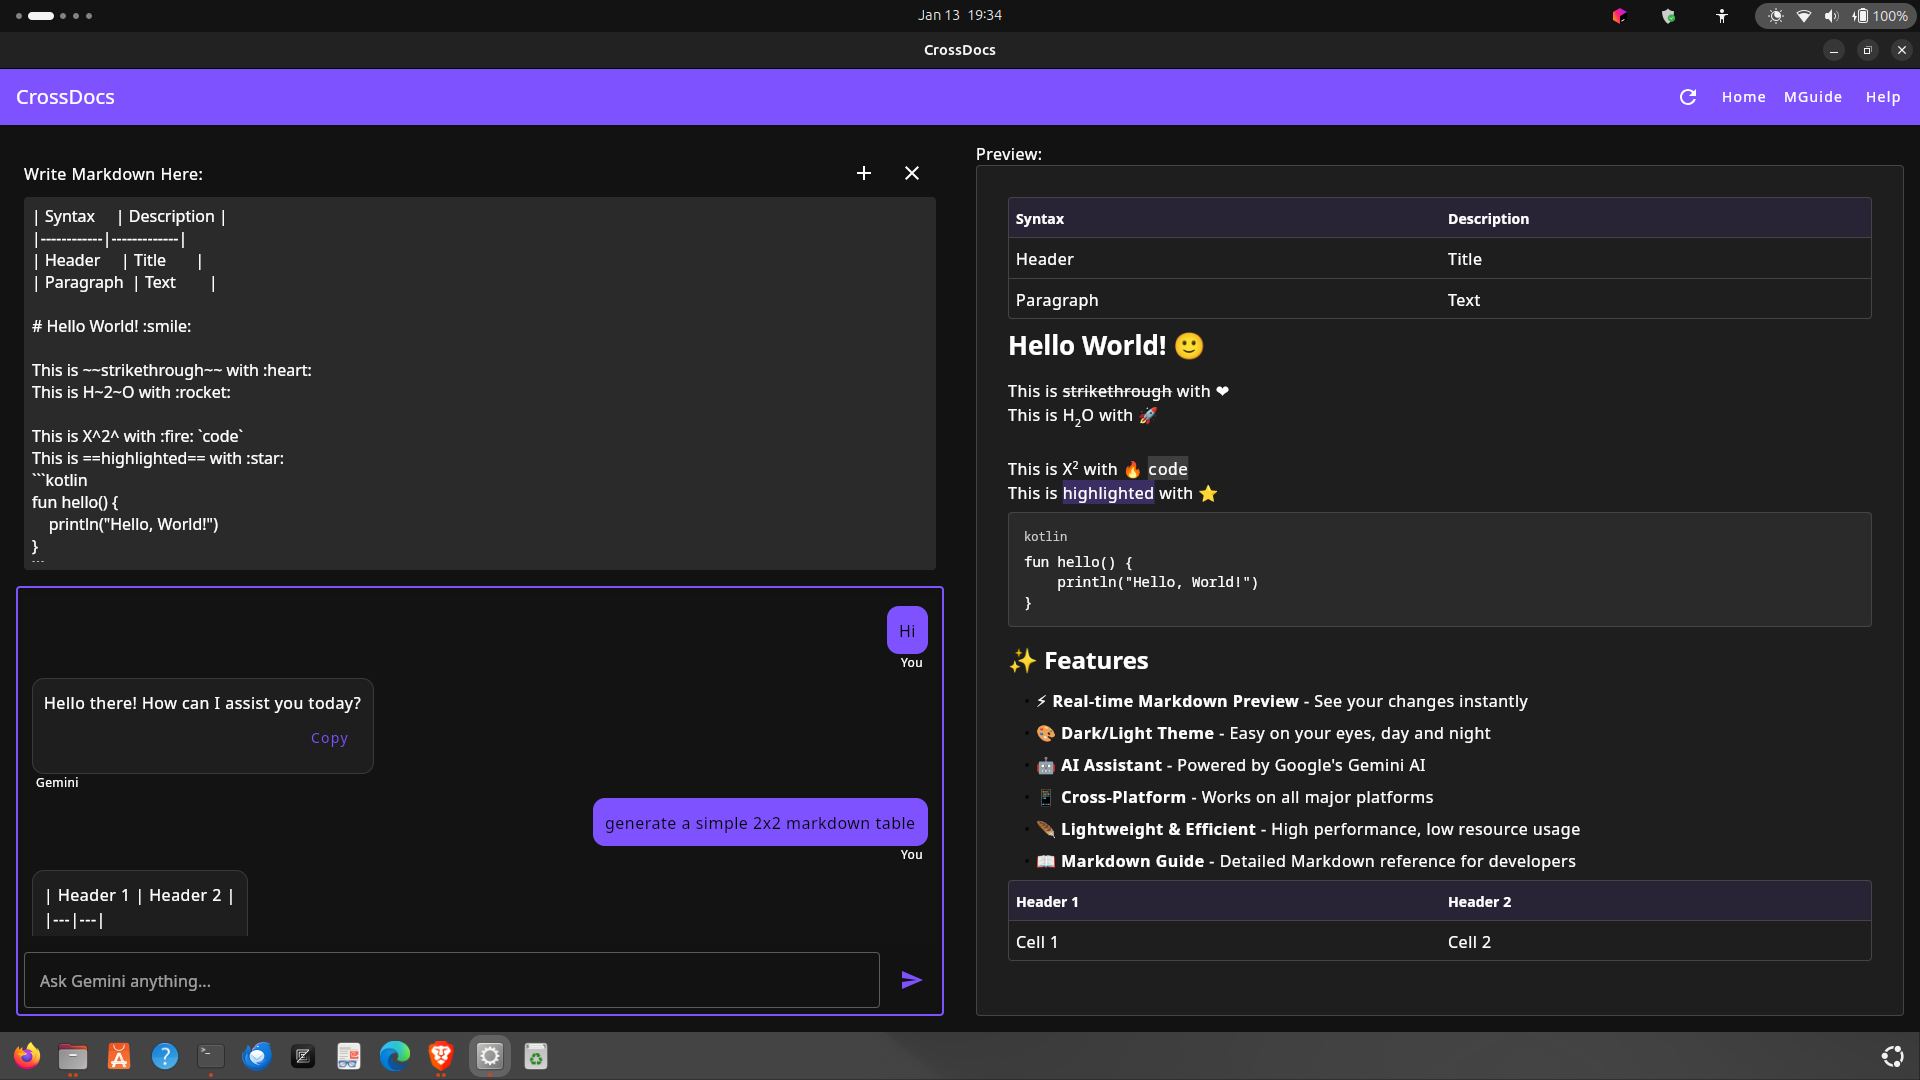 Jan 13 19:34
100%
CrossDocs
CrossDocs
Home MGuide Help
Write Markdown Here:
| Syntax | Description |
|------------|-------------|
| Header | Title |
| Paragraph | Text |
# Hello World! :smile:
This is ~~strikethrough~~ with :heart:
This is H~2~O with :rocket:
This is X^2^ with :fire: `code`
This is ==highlighted== with :star:
```kotlin
fun hello() {
println("Hello, World!")
}
```
Hi
You
Hello there! How can I assist you today?
Copy
Gemini
generate a simple 2x2 markdown table
You
| Header 1 | Header 2 |
|---|---|
Ask Gemini anything...
Preview:
Syntax Description
Header Title
Paragraph Text
Hello World! 🙂
This is strikethrough with ❤
This is H₂O with 🚀
This is X² with 🔥 code
This is highlighted with ⭐
kotlin
fun hello() {
println("Hello, World!")
}
✨ Features
• ⚡ Real-time Markdown Preview - See your changes instantly
• 🎨 Dark/Light Theme - Easy on your eyes, day and night
• 🤖 AI Assistant - Powered by Google's Gemini AI
• 📱 Cross-Platform - Works on all major platforms
• 🪶 Lightweight & Efficient - High performance, low resource usage
• 📖 Markdown Guide - Detailed Markdown reference for developers
Header 1 Header 2
Cell 1 Cell 2